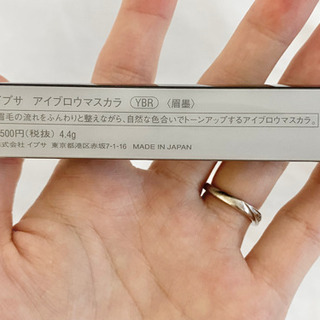 イプサ アイブロウマスカラ YBR 〈眉墨〉
眉毛の流れをふんわりと整えながら、自然な色合いでトーンアップするアイブロウマスカラ。
500円(税抜) 4.4g
株式会社 イプサ 東京都港区赤坂7-1-16 MADE IN JAPAN